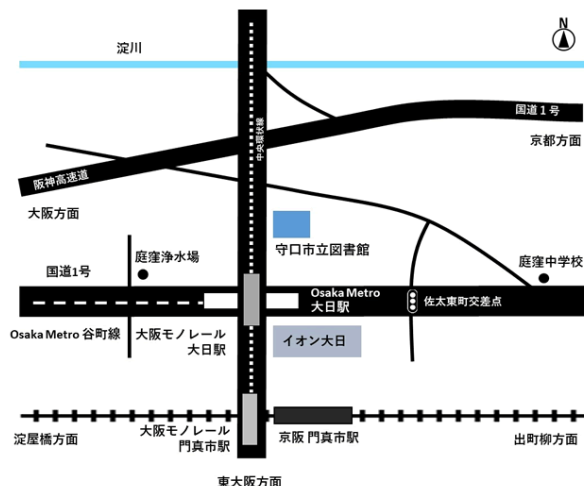 N
淀川
国道1号
中央環状線
京都方面
阪神高速道
大阪方面
守口市立図書館
庭窪浄水場
庭窪中学校
国道1号
Osaka Metro
大日駅
佐太東町交差点
Osaka Metro 谷町線
大阪モノレール
大日駅
イオン大日
淀屋橋方面
大阪モノレール
門真市駅
京阪 門真市駅
出町柳方面
東大阪方面